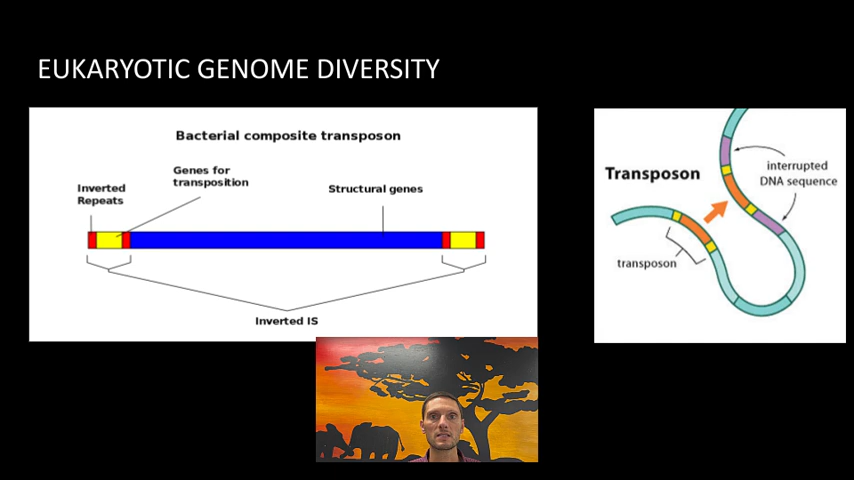 EUKARYOTIC GENOME DIVERSITY
Bacterial composite transposon
Inverted
Repeats
Genes for
transposition
Structural genes
Inverted IS
Transposon
interrupted
DNA sequence
transposon